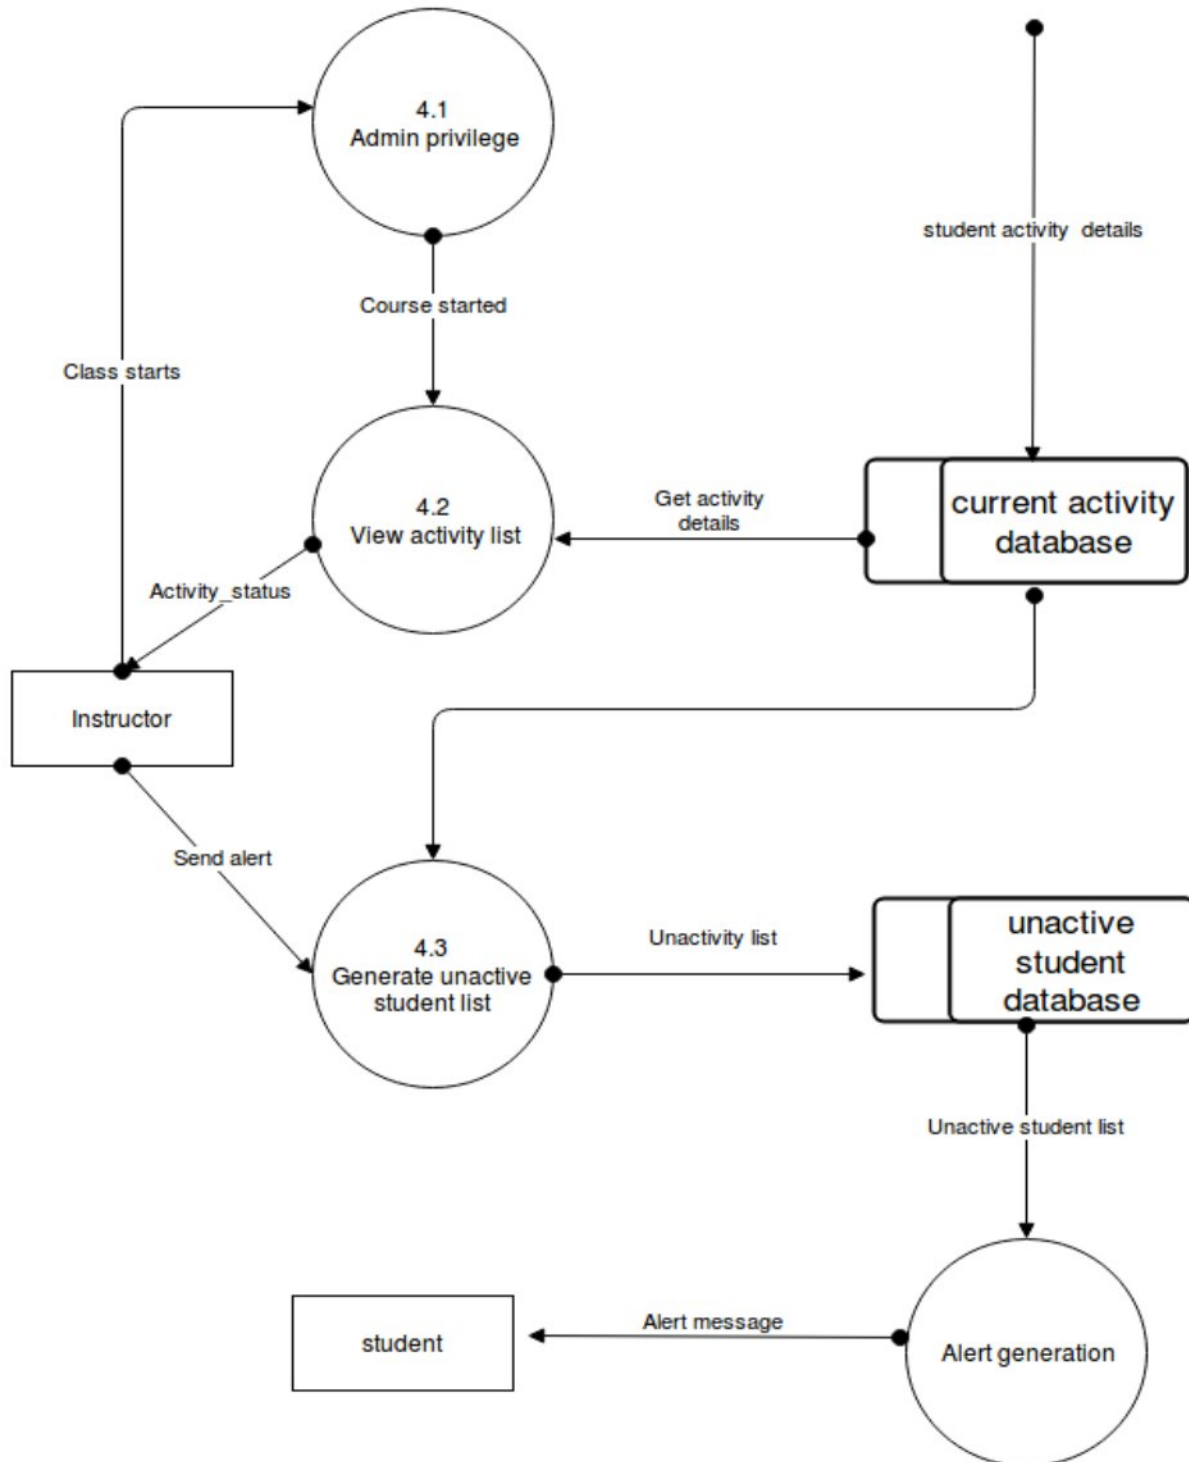 4.1
Admin privilege
student activity  details
Course started
Class starts
4.2
View activity list
Get activity
details
current activity
database
Activity_status
Instructor
Send alert
4.3
Generate unactive
student list
Unactivity list
unactive
student
database
Unactive student list
student
Alert message
Alert generation